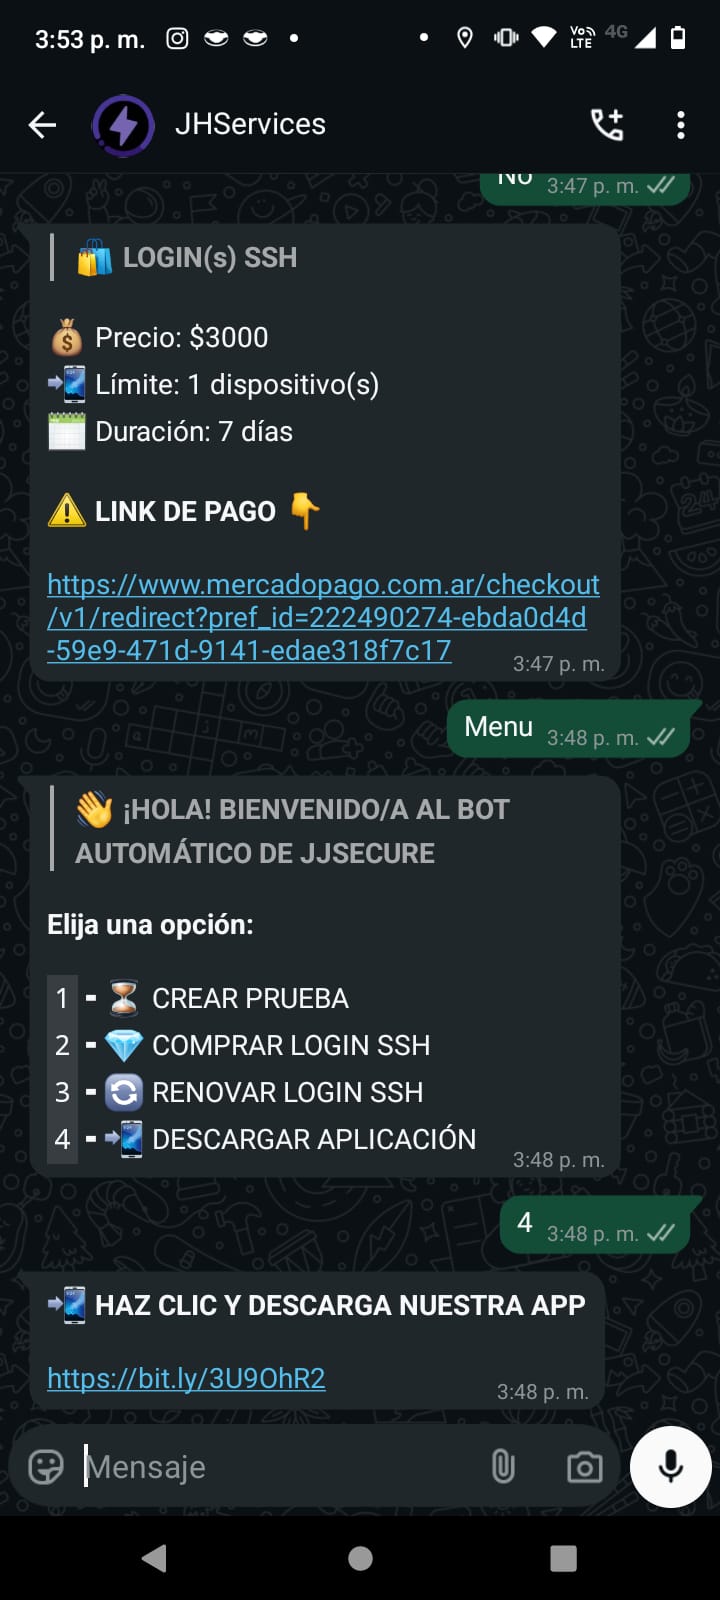 3:53 p. m.
Vo)) LTE 4G
JHServices
No 3:47 p. m.
LOGIN(s) SSH
Precio: $3000
Límite: 1 dispositivo(s)
Duración: 7 días
LINK DE PAGO
https://www.mercadopago.com.ar/checkout
/v1/redirect?pref_id=222490274-ebda0d4d
-59e9-471d-9141-edae318f7c17
3:47 p. m.
Menu 3:48 p. m.
¡HOLA! BIENVENIDO/A AL BOT
AUTOMÁTICO DE JJSECURE
Elija una opción:
1 - CREAR PRUEBA
2 - COMPRAR LOGIN SSH
3 - RENOVAR LOGIN SSH
4 - DESCARGAR APLICACIÓN
3:48 p. m.
4 3:48 p. m.
HAZ CLIC Y DESCARGA NUESTRA APP
https://bit.ly/3U9OhR2
3:48 p. m.
Mensaje